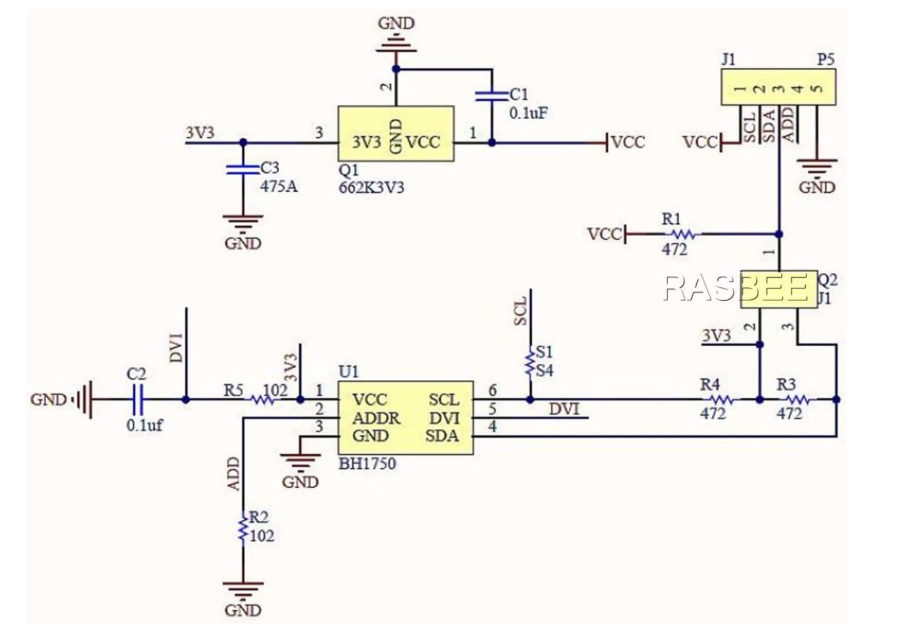 GND
J1 P5
2
C1
0.1uF
1 2 3 4 5
3V3 3 3V3 GND VCC 1 VCC
VCC SCL SDA ADD
C3
475A
Q1
662K3V3
GND
GND
R1
VCC
472
1
RASBEE
Q2
J1
SCL
2 3
3V3
DVI
3V3
S1
S4
C2
U1
GND
0.1uf
R5 102 1 VCC SCL 6
R4 R3
472 472
2 ADDR DVI 5 DVI
3 GND SDA 4
BH1750
GND
ADD
R2
102
GND